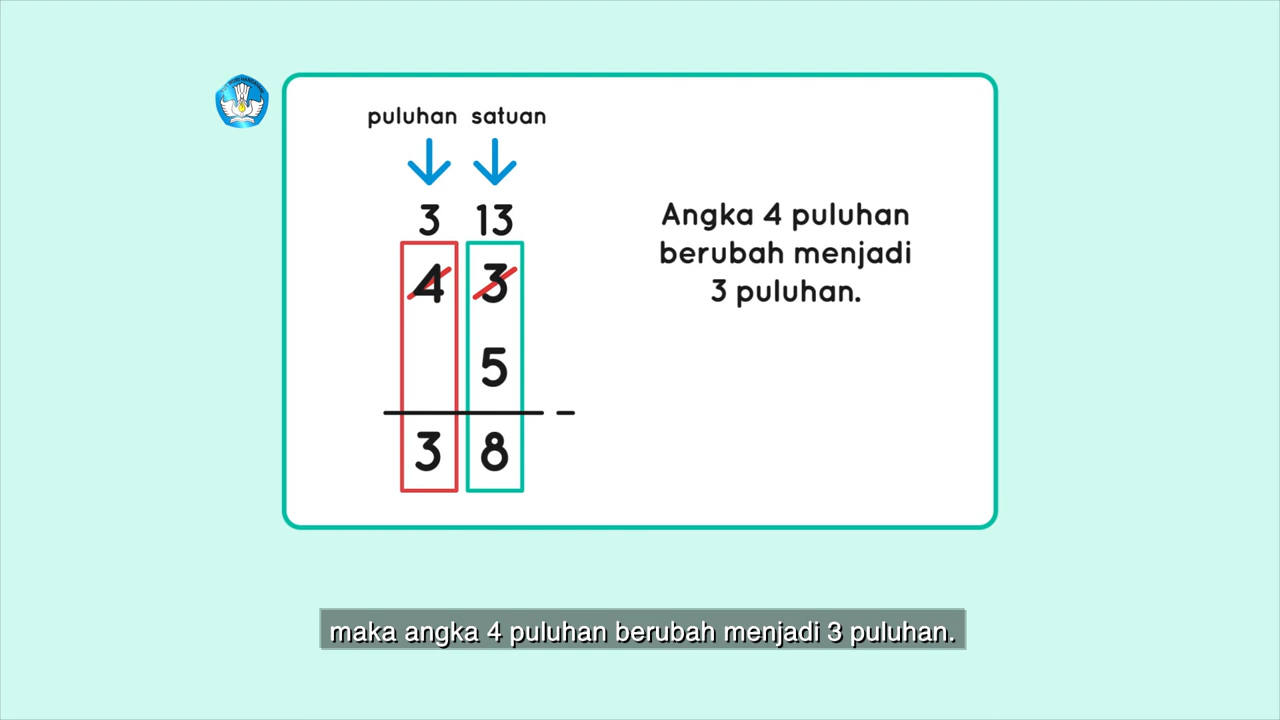 puluhan satuan
3 13
4 3
5
-
3 8
Angka 4 puluhan
berubah menjadi
3 puluhan.
maka angka 4 puluhan berubah menjadi 3 puluhan.